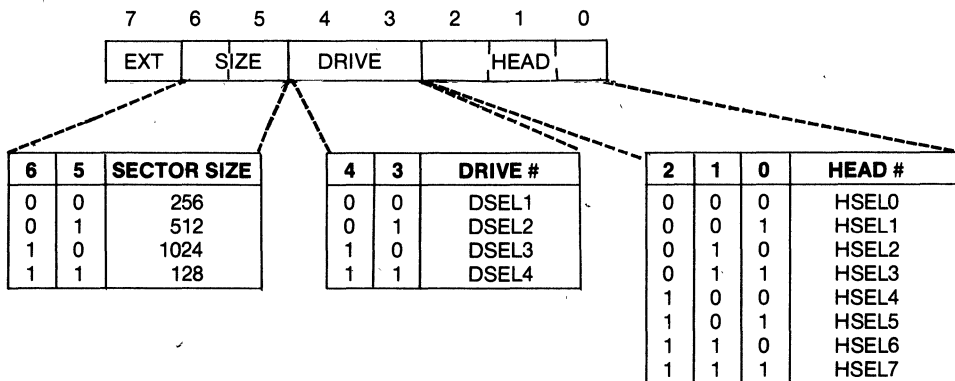 7 6 5 4 3 2 1 0
EXT SIZE DRIVE HEAD
6 5 SECTOR SIZE
0 0 256
0 1 512
1 0 1024
1 1 128
4 3 DRIVE #
0 0 DSEL1
0 1 DSEL2
1 0 DSEL3
1 1 DSEL4
2 1 0 HEAD #
0 0 0 HSEL0
0 0 1 HSEL1
0 1 0 HSEL2
0 1 1 HSEL3
1 0 0 HSEL4
1 0 1 HSEL5
1 1 0 HSEL6
1 1 1 HSEL7